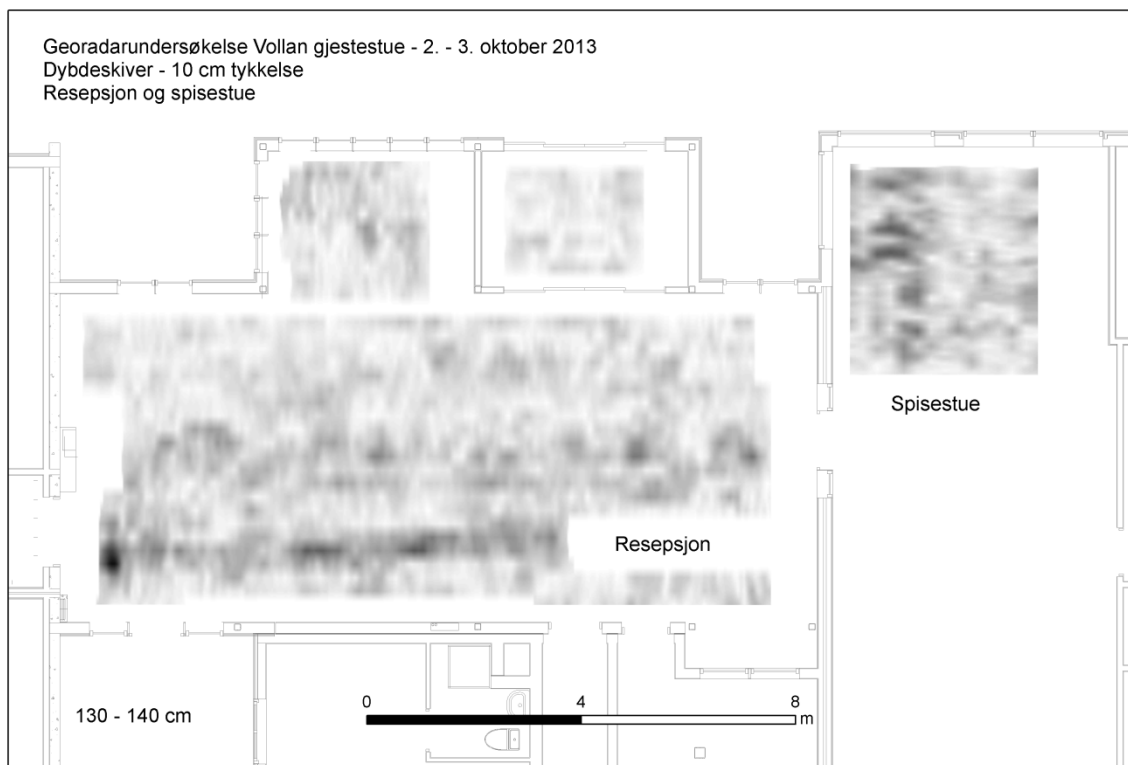 Georadarundersøkelse Vollan gjestestue - 2. - 3. oktober 2013
Dybdeskiver - 10 cm tykkelse
Resepsjon og spisestue
Spisestue
Resepsjon
130 - 140 cm
0 4 8
m